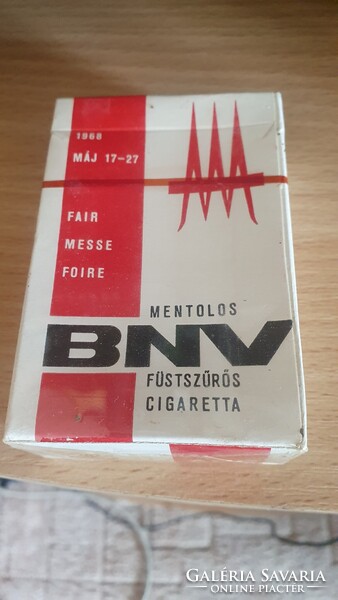 1968
MÁJ 17-27
FAIR
MESSE
FOIRE
MENTOLOS
BNV
FÜSTSZŰRŐS
CIGARETTA
GALÉRIA SAVARIA
ONLINE PIACTÉR